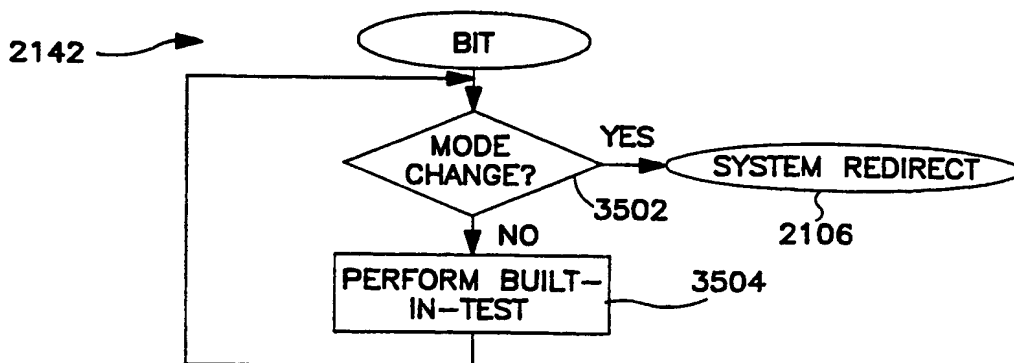 2142
BIT
MODE
CHANGE?
YES
SYSTEM REDIRECT
3502
2106
NO
PERFORM BUILT-
IN-TEST
3504